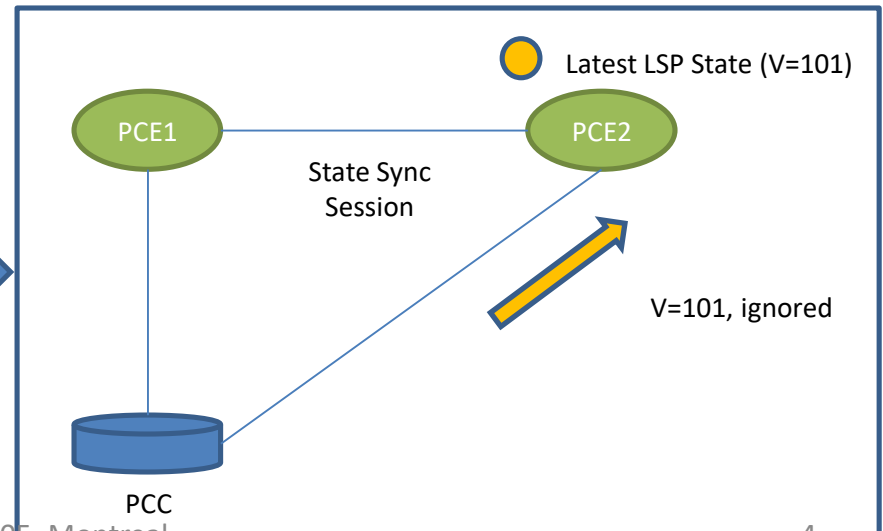 Latest LSP State (V=101)
PCE1
PCE2
State Sync
Session
V=101, ignored
PCC